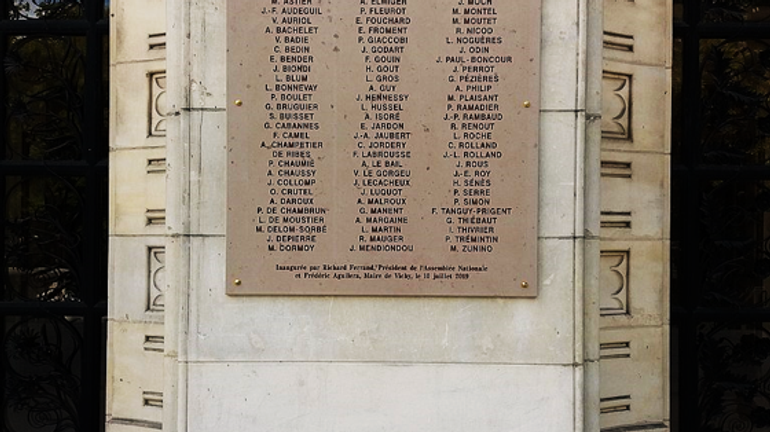 M. ASTIER
J.-F. AUDEGUIL
V. AURIOL
A. BACHELET
V. BADIE
C. BEDIN
E. BENDER
J. BIONDI
L. BLUM
L. BONNEVAY
P. BOULET
G. BRUGUIER
S. BUISSET
G. CABANNES
F. CAMEL
A. CHAMPETIER
DE RIBES
P. CHAUMIÉ
A. CHAUSSY
J. COLLOMP
O. CRUTEL
A. DAROUX
P. DE CHAMBRUN
L. DE MOUSTIER
M. DELOM-SORBÉ
J. DEPIERRE
M. DORMOY
A. ELMIGER
P. FLEUROT
E. FOUCHARD
E. FROMENT
P. GIACCOBI
J. GODART
F. GOUIN
H. GOUT
L. GROS
A. GUY
J. HENNESSY
L. HUSSEL
A. ISORÉ
E. JARDON
J.-A. JAUBERT
C. JORDERY
F. LABROUSSE
A. LE BAIL
V. LE GORGEU
J. LECACHEUX
J. LUQUOT
A. MALROUX
G. MANENT
A. MARGAINE
L. MARTIN
R. MAUGER
J. MENDIONDOU
J. MOCH
M. MONTEL
M. MOUTET
R. NICOD
L. NOGUÈRES
J. ODIN
J. PAUL-BONCOUR
J. PERROT
G. PÉZIÈRES
A. PHILIP
M. PLAISANT
P. RAMADIER
J.-P. RAMBAUD
R. RENOUT
L. ROCHE
C. ROLLAND
J.-L. ROLLAND
J. ROUS
J.-E. ROY
H. SÉNÈS
P. SERRE
P. SIMON
F. TANGUY-PRIGENT
G. THIÉBAUT
I. THIVRIER
P. TRÉMINTIN
M. ZUNINO
Inaugurée par Richard Ferrand, Président de l'Assemblée Nationale
et Frédéric Aguilera, Maire de Vichy, le 10 juillet 2019